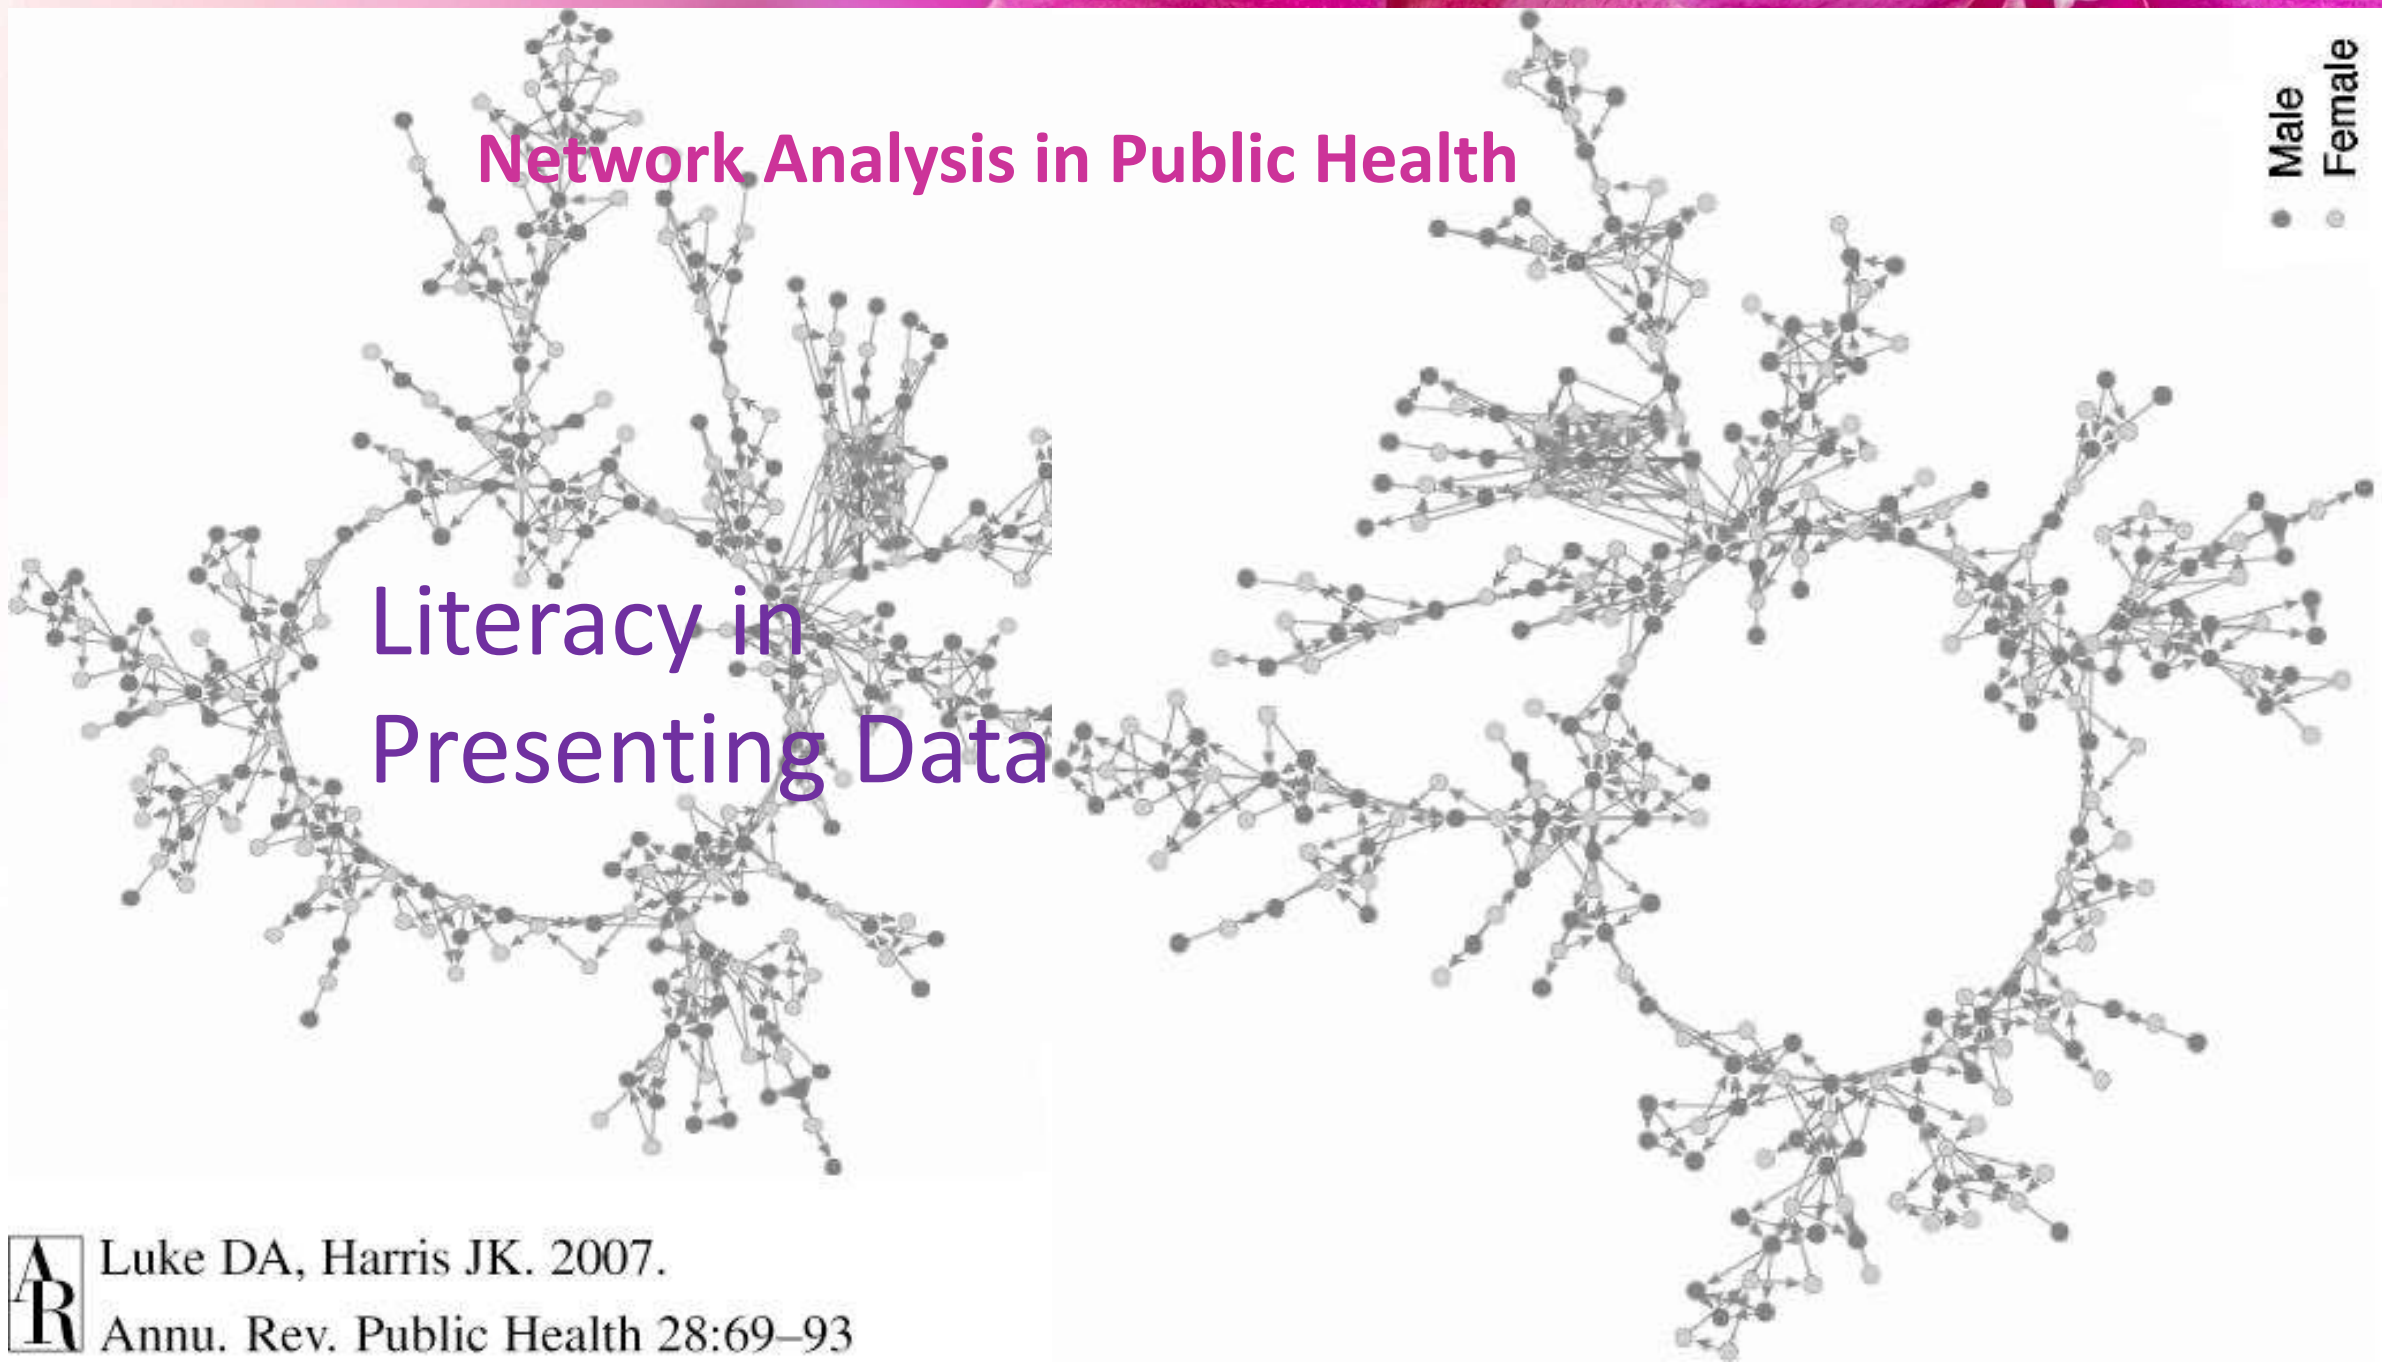 Network Analysis in Public Health
Male
Female
Literacy in
Presenting Data
AR
Luke DA, Harris JK. 2007.
Annu. Rev. Public Health 28:69–93